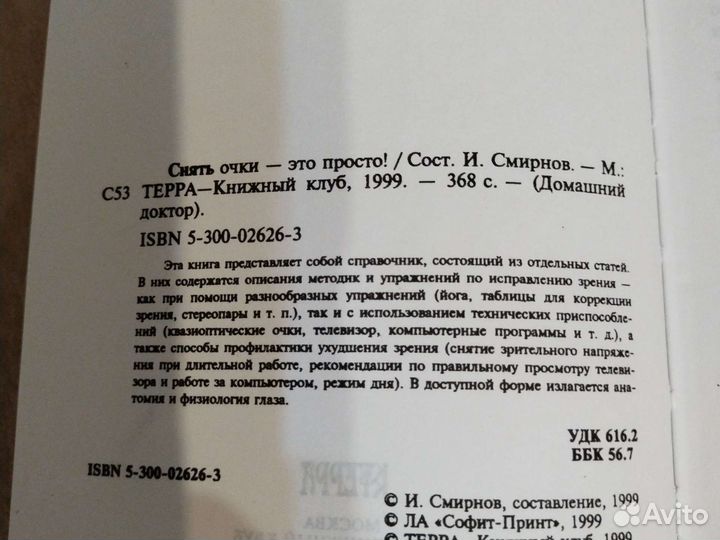 Снять очки — это просто! / Сост. И. Смирнов. — М.:
С53 ТЕРРА—Книжный клуб, 1999. — 368 с. — (Домашний
доктор).
ISBN 5-300-02626-3
Эта книга представляет собой справочник, состоящий из отдельных статей.
В них содержатся описания методик и упражнений по исправлению зрения —
как при помощи разнообразных упражнений (йога, таблицы для коррекции
зрения, стереопары и т. п.), так и с использованием технических приспособле-
ний (квазиоптические очки, телевизор, компьютерные программы и т. д.), а
также способы профилактики ухудшения зрения (снятие зрительного напряже-
ния при длительной работе, рекомендации по правильному просмотру телеви-
зора и работе за компьютером, режим дня). В доступной форме излагается ана-
томия и физиология глаза.
УДК 616.2
ББК 56.7
ISBN 5-300-02626-3
© И. Смирнов, составление, 1999
© ЛА «Софит-Принт», 1999
© ТЕРРА—Книжный клуб, 1999
Avito